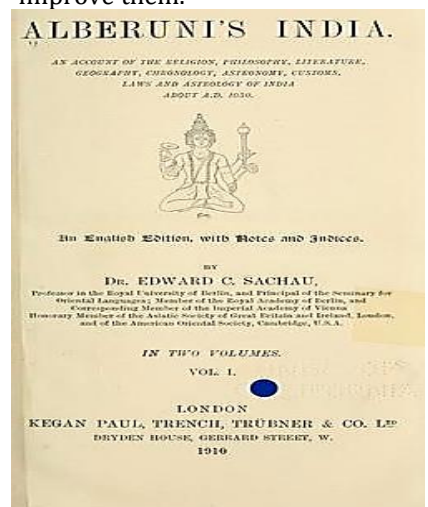 improve them.
ALBERUNI'S INDIA.
AN ACCOUNT OF THE RELIGION, PHILOSOPHY, LITERATURE,
GEOGRAPHY, CHRONOLOGY, ASTRONOMY, CUSTOMS,
LAWS AND ASTROLOGY OF INDIA
ABOUT A.D. 1030.
An English Edition, with Notes and Indices.
BY
DR. EDWARD C. SACHAU,
Professor in the Royal University of Berlin, and Principal of the Seminary for
Oriental Languages; Member of the Royal Academy of Berlin, and
Corresponding Member of the Imperial Academy of Vienna
Honorary Member of the Asiatic Society of Great Britain and Ireland, London,
and of the American Oriental Society, Cambridge, U.S.A.
IN TWO VOLUMES.
VOL. I.
LONDON
KEGAN PAUL, TRENCH, TRÜBNER & CO. LTD
DRYDEN HOUSE, GERRARD STREET, W.
1910